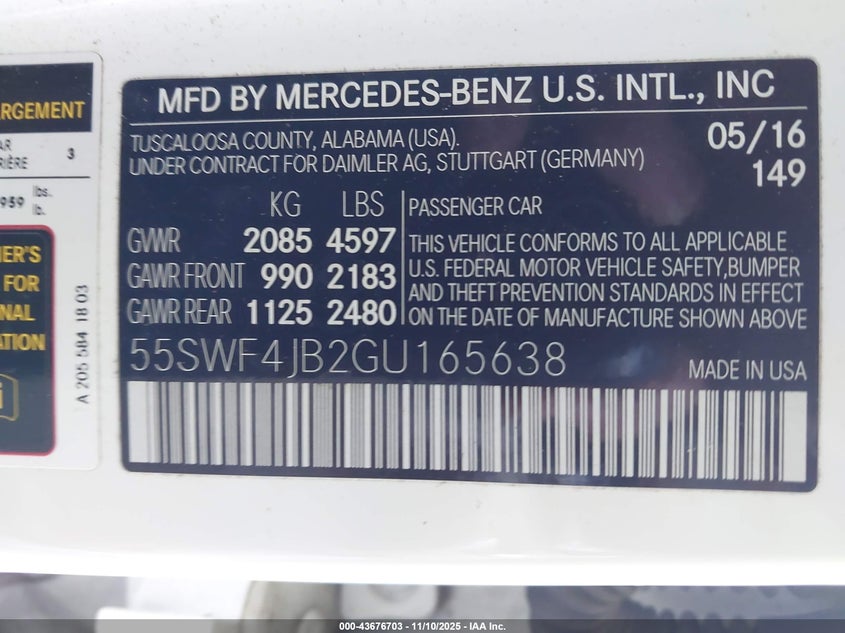 RGEMENT
AR
RIÈRE
3
959 lbs.
lb.
NER'S
FOR
NAL
ATION
A 205 584 18 03
MFD BY MERCEDES-BENZ U.S. INTL., INC
TUSCALOOSA COUNTY, ALABAMA (USA).
UNDER CONTRACT FOR DAIMLER AG, STUTTGART (GERMANY)
05/16
149
KG LBS
GVWR 2085 4597
GAWR FRONT 990 2183
GAWR REAR 1125 2480
PASSENGER CAR
THIS VEHICLE CONFORMS TO ALL APPLICABLE
U.S. FEDERAL MOTOR VEHICLE SAFETY,BUMPER
AND THEFT PREVENTION STANDARDS IN EFFECT
ON THE DATE OF MANUFACTURE SHOWN ABOVE
55SWF4JB2GU165638
MADE IN USA
000-43676703 - 11/10/2025 - IAA Inc.